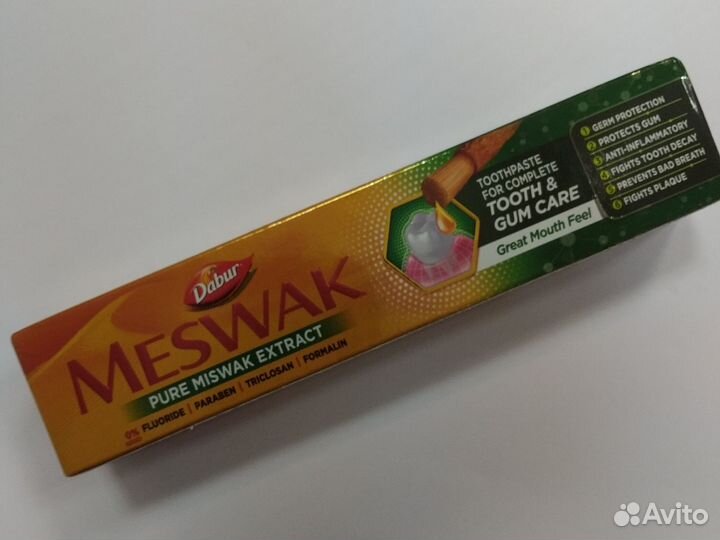 Dabur
MESWAK
PURE MISWAK EXTRACT
0% FLUORIDE | PARABEN | TRICLOSAN | FORMALIN
TOOTHPASTE
FOR COMPLETE
TOOTH &
GUM CARE
Great Mouth Feel
1 GERM PROTECTION
2 PROTECTS GUM
3 ANTI-INFLAMMATORY
4 FIGHTS TOOTH DECAY
5 PREVENTS BAD BREATH
6 FIGHTS PLAQUE
Avito